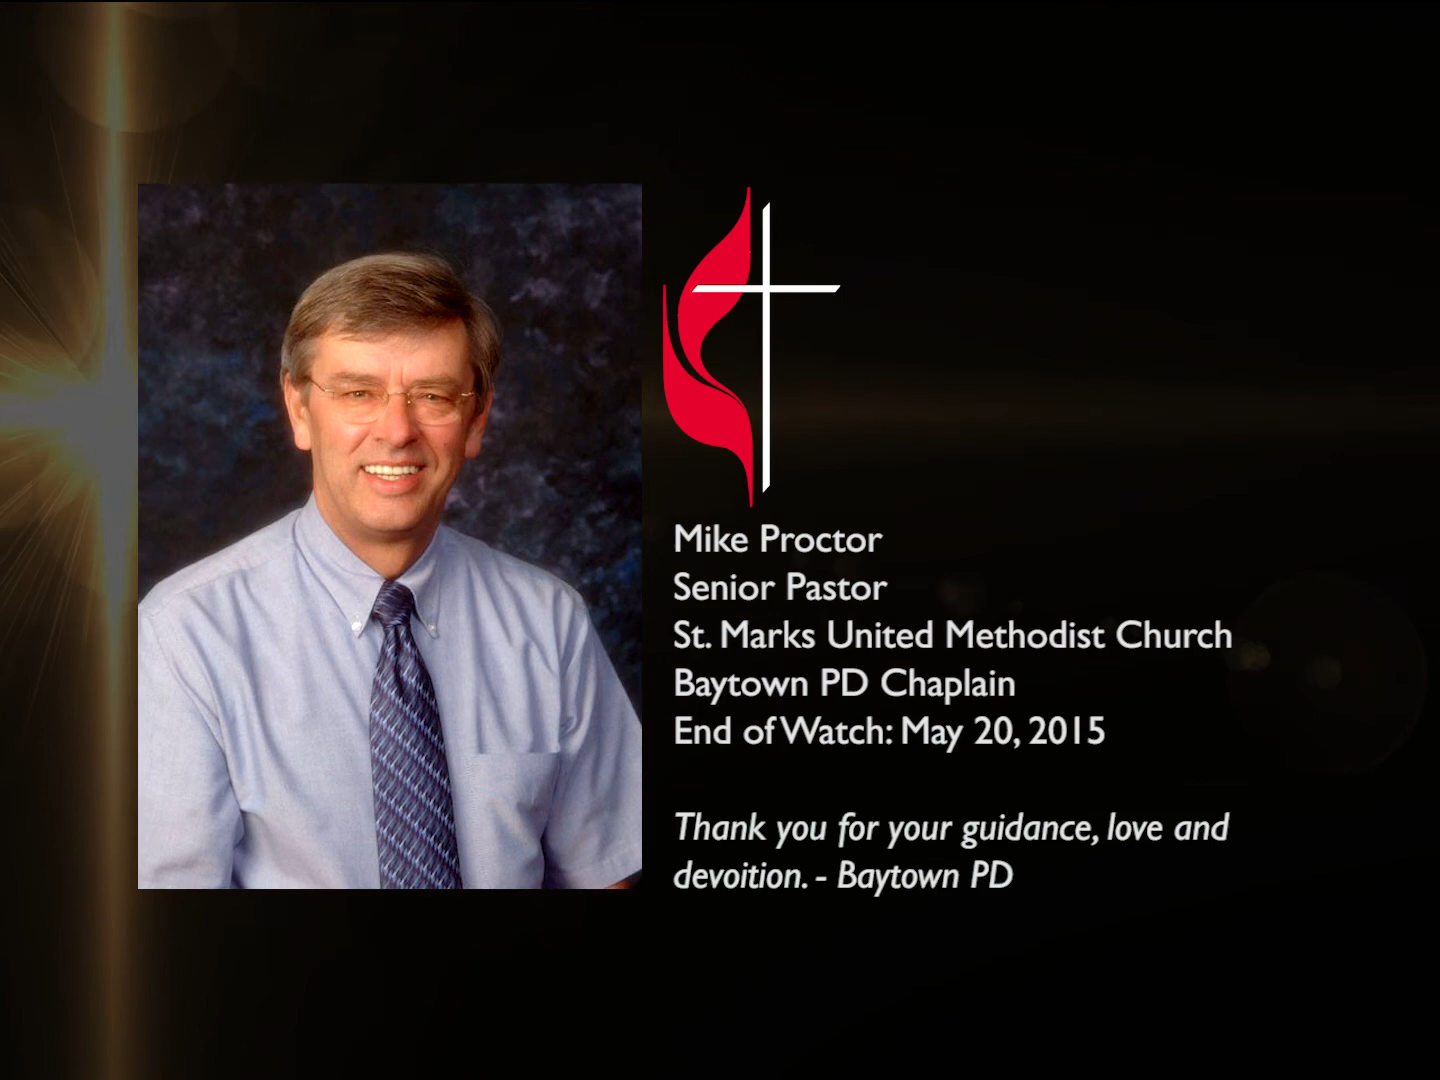 Mike Proctor
Senior Pastor
St. Marks United Methodist Church
Baytown PD Chaplain
End of Watch: May 20, 2015
Thank you for your guidance, love and
devoition. - Baytown PD